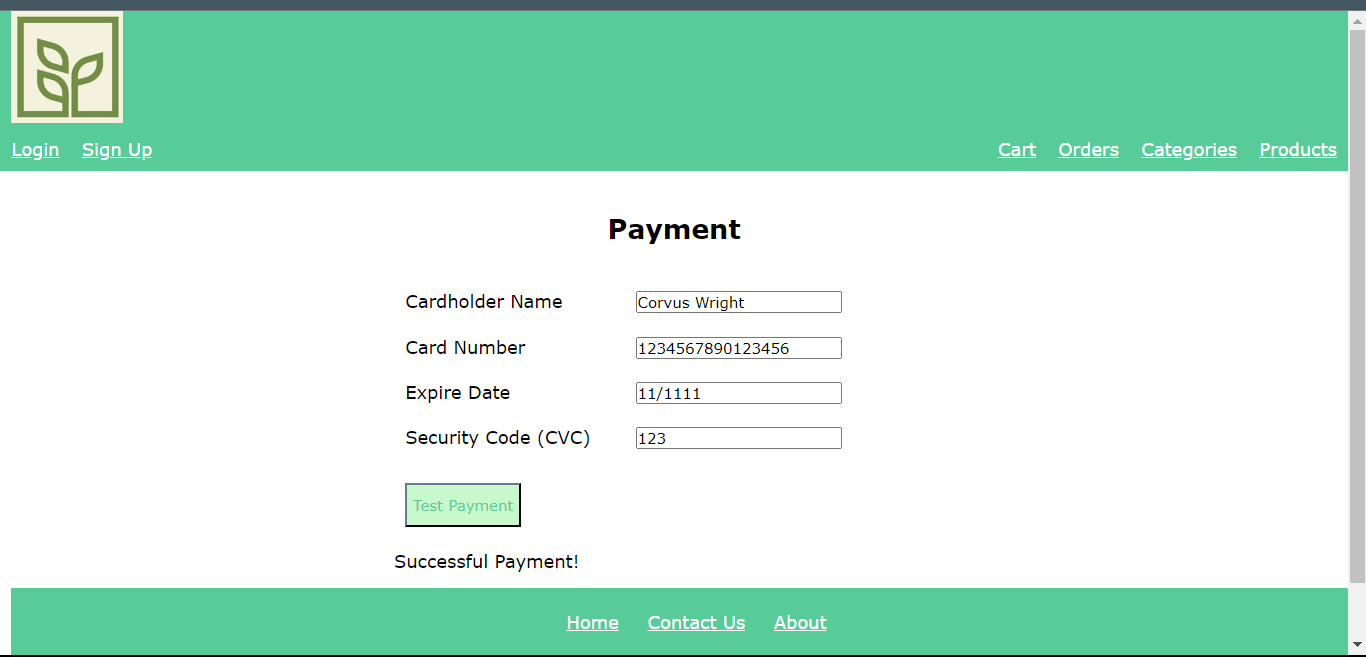 Login Sign Up Cart Orders Categories Products
Payment
Cardholder Name Corvus Wright
Card Number 1234567890123456
Expire Date 11/1111
Security Code (CVC) 123
Test Payment
Successful Payment!
Home Contact Us About